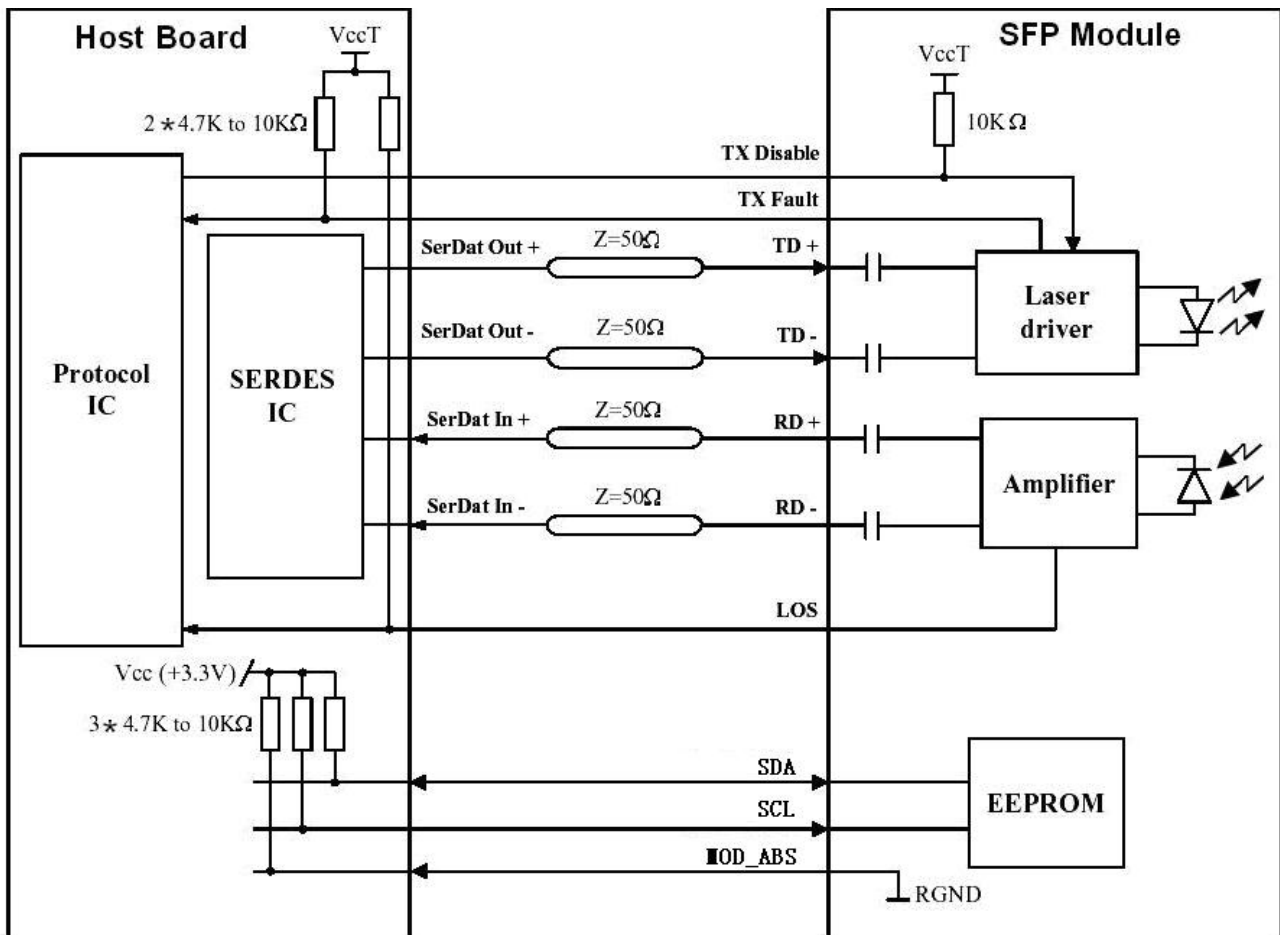 Host Board
VccT
SFP Module
VccT
2*4.7K to 10KΩ
10KΩ
TX Disable
TX Fault
SerDat Out +
Z=50Ω
TD +
Laser
driver
SerDat Out -
Z=50Ω
TD -
Protocol
IC
SERDES
IC
SerDat In +
Z=50Ω
RD +
Amplifier
SerDat In -
Z=50Ω
RD -
LOS
Vcc (+3.3V)
3* 4.7K to 10KΩ
SDA
SCL
MOD_ABS
EEPROM
RGND